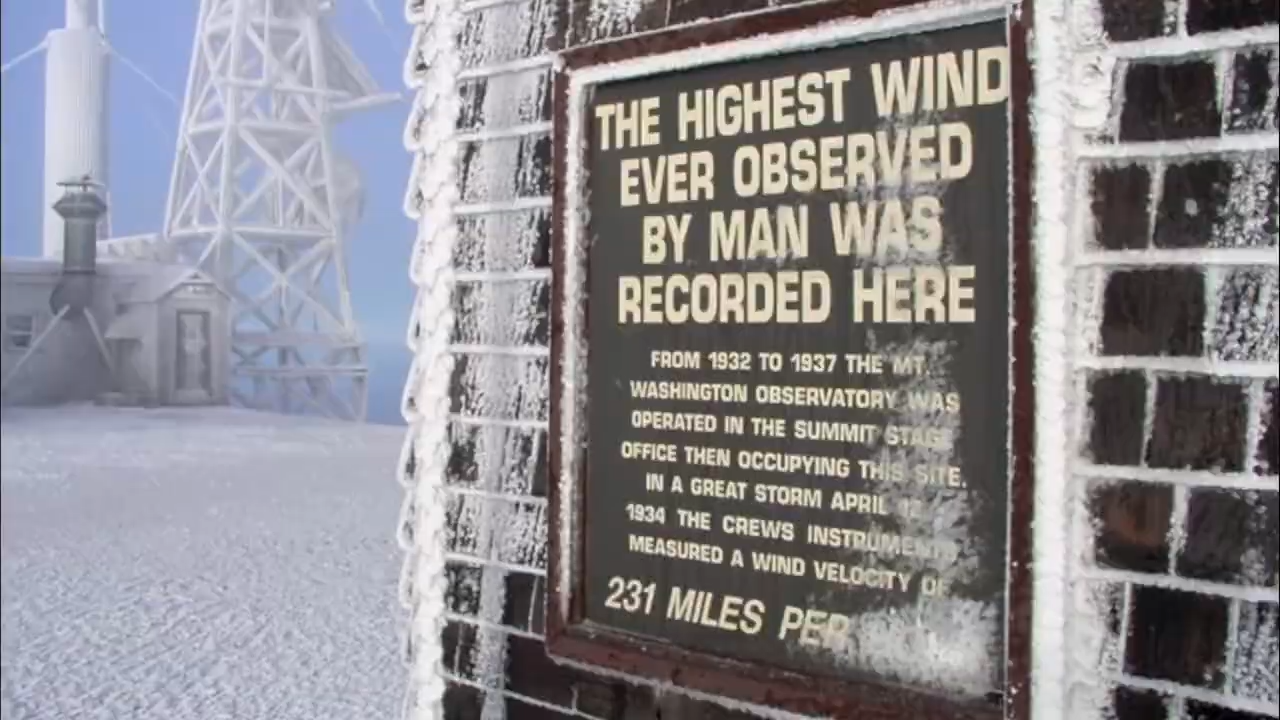 THE HIGHEST WIND
EVER OBSERVED
BY MAN WAS
RECORDED HERE
FROM 1932 TO 1937 THE MT.
WASHINGTON OBSERVATORY WAS
OPERATED IN THE SUMMIT STAGE
OFFICE THEN OCCUPYING THIS SITE.
IN A GREAT STORM APRIL 12
1934 THE CREWS INSTRUMENTS
MEASURED A WIND VELOCITY OF
231 MILES PER